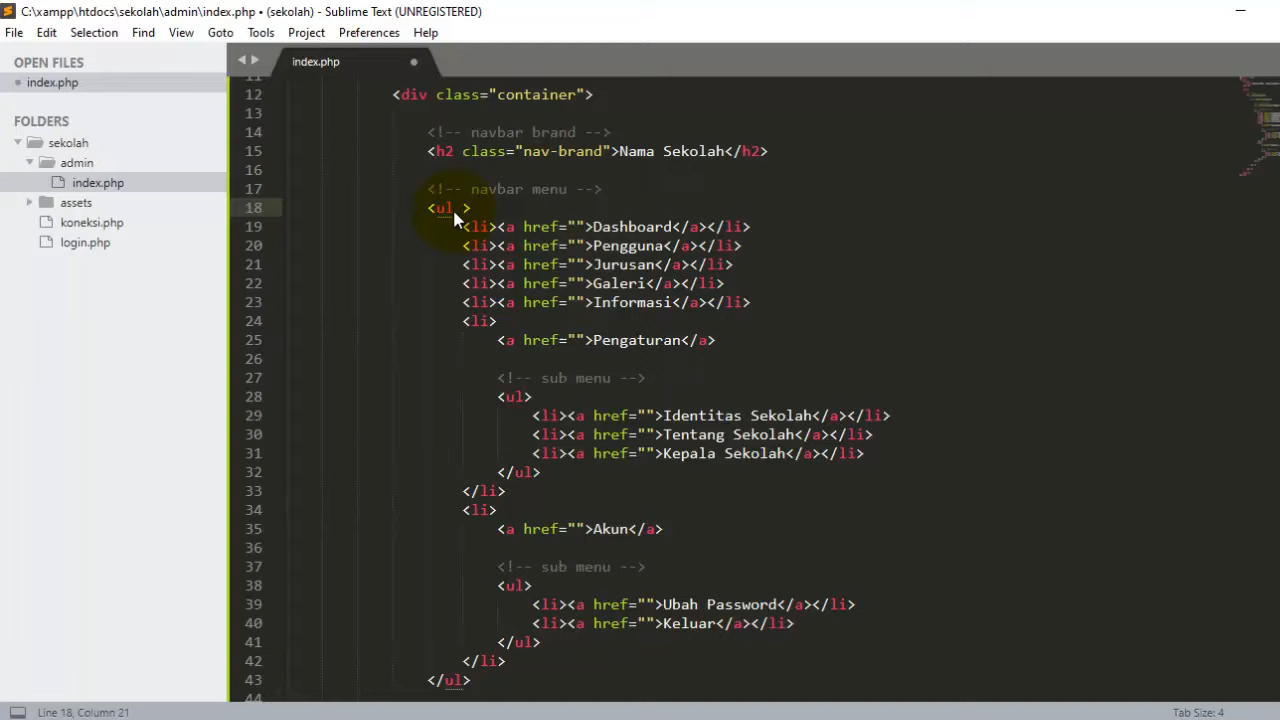 C:\xampp\htdocs\sekolah\admin\index.php • (sekolah) - Sublime Text (UNREGISTERED)
File Edit Selection Find View Goto Tools Project Preferences Help
OPEN FILES
index.php
FOLDERS
sekolah
admin
index.php
assets
koneksi.php
login.php
index.php
11
12 <div class="container">
13
14 <!-- navbar brand -->
15 <h2 class="nav-brand">Nama Sekolah</h2>
16
17 <!-- navbar menu -->
18 <ul >
19 <li><a href="">Dashboard</a></li>
20 <li><a href="">Pengguna</a></li>
21 <li><a href="">Jurusan</a></li>
22 <li><a href="">Galeri</a></li>
23 <li><a href="">Informasi</a></li>
24 <li>
25 <a href="">Pengaturan</a>
26
27 <!-- sub menu -->
28 <ul>
29 <li><a href="">Identitas Sekolah</a></li>
30 <li><a href="">Tentang Sekolah</a></li>
31 <li><a href="">Kepala Sekolah</a></li>
32 </ul>
33 </li>
34 <li>
35 <a href="">Akun</a>
36
37 <!-- sub menu -->
38 <ul>
39 <li><a href="">Ubah Password</a></li>
40 <li><a href="">Keluar</a></li>
41 </ul>
42 </li>
43 </ul>
44
Line 18, Column 21
Tab Size: 4